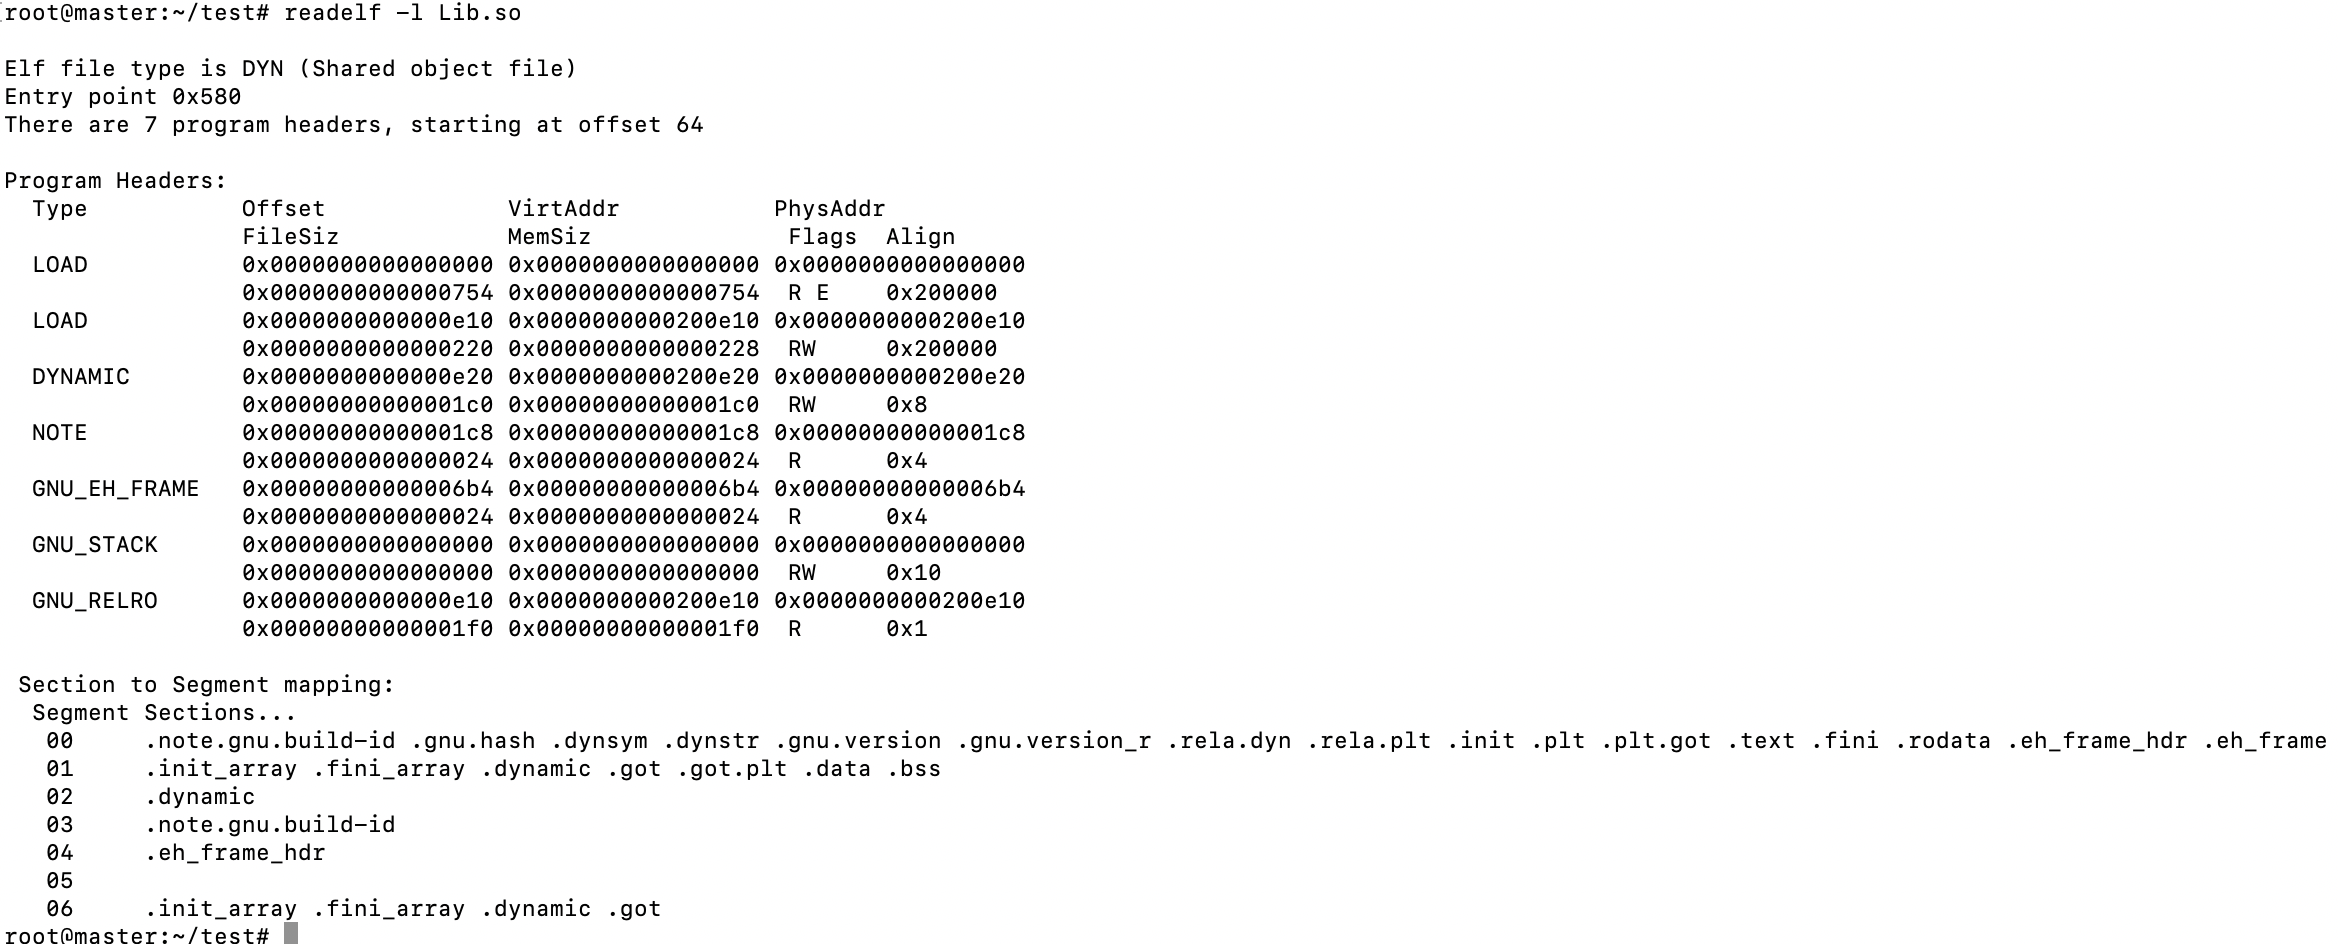 root@master:~/test# readelf -l Lib.so
Elf file type is DYN (Shared object file)
Entry point 0x580
There are 7 program headers, starting at offset 64
Program Headers:
  Type           Offset             VirtAddr           PhysAddr
                 FileSiz            MemSiz              Flags  Align
  LOAD           0x0000000000000000 0x0000000000000000 0x0000000000000000
                 0x0000000000000754 0x0000000000000754  R E    0x200000
  LOAD           0x0000000000000e10 0x0000000000200e10 0x0000000000200e10
                 0x0000000000000220 0x0000000000000228  RW     0x200000
  DYNAMIC        0x0000000000000e20 0x0000000000200e20 0x0000000000200e20
                 0x00000000000001c0 0x00000000000001c0  RW     0x8
  NOTE           0x00000000000001c8 0x00000000000001c8 0x00000000000001c8
                 0x0000000000000024 0x0000000000000024  R      0x4
  GNU_EH_FRAME   0x00000000000006b4 0x00000000000006b4 0x00000000000006b4
                 0x0000000000000024 0x0000000000000024  R      0x4
  GNU_STACK      0x0000000000000000 0x0000000000000000 0x0000000000000000
                 0x0000000000000000 0x0000000000000000  RW     0x10
  GNU_RELRO      0x0000000000000e10 0x0000000000200e10 0x0000000000200e10
                 0x00000000000001f0 0x00000000000001f0  R      0x1
 Section to Segment mapping:
  Segment Sections...
   00     .note.gnu.build-id .gnu.hash .dynsym .dynstr .gnu.version .gnu.version_r .rela.dyn .rela.plt .init .plt .plt.got .text .fini .rodata .eh_frame_hdr .eh_frame
   01     .init_array .fini_array .dynamic .got .got.plt .data .bss
   02     .dynamic
   03     .note.gnu.build-id
   04     .eh_frame_hdr
   05
   06     .init_array .fini_array .dynamic .got
root@master:~/test#